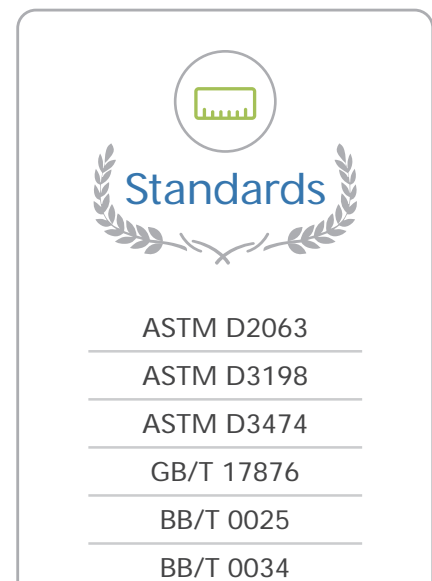 Standards
ASTM D2063
ASTM D3198
ASTM D3474
GB/T 17876
BB/T 0025
BB/T 0034